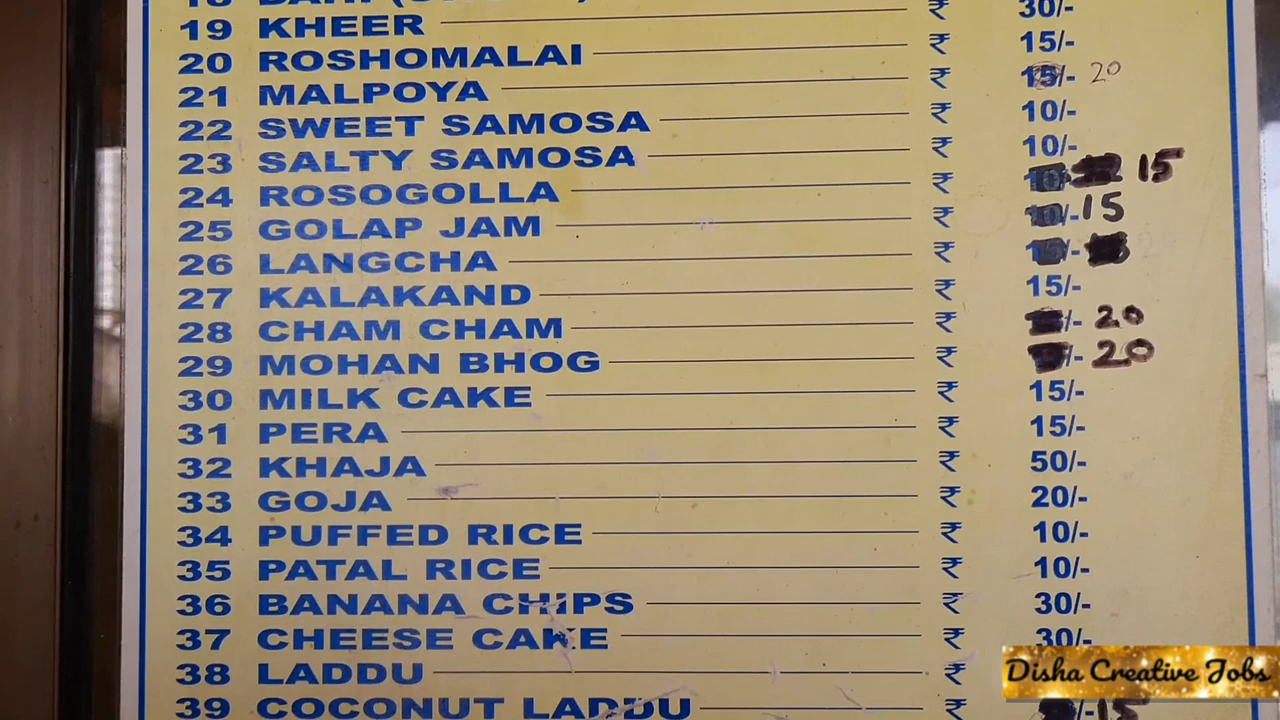 19 KHEER ₹ 30/-
20 ROSHOMALAI ₹ 15/-
21 MALPOYA ₹ 15/- 20
22 SWEET SAMOSA ₹ 10/-
23 SALTY SAMOSA ₹ 10/-
24 ROSOGOLLA ₹ 15
25 GOLAP JAM ₹ /-15
26 LANGCHA ₹
27 KALAKAND ₹ 15/-
28 CHAM CHAM ₹ /- 20
29 MOHAN BHOG ₹ /- 20
30 MILK CAKE ₹ 15/-
31 PERA ₹ 15/-
32 KHAJA ₹ 50/-
33 GOJA ₹ 20/-
34 PUFFED RICE ₹ 10/-
35 PATAL RICE ₹ 10/-
36 BANANA CHIPS ₹ 30/-
37 CHEESE CAKE ₹ 30/-
38 LADDU ₹
Disha Creative Jobs
39 COCONUT LADDU ₹ /-15